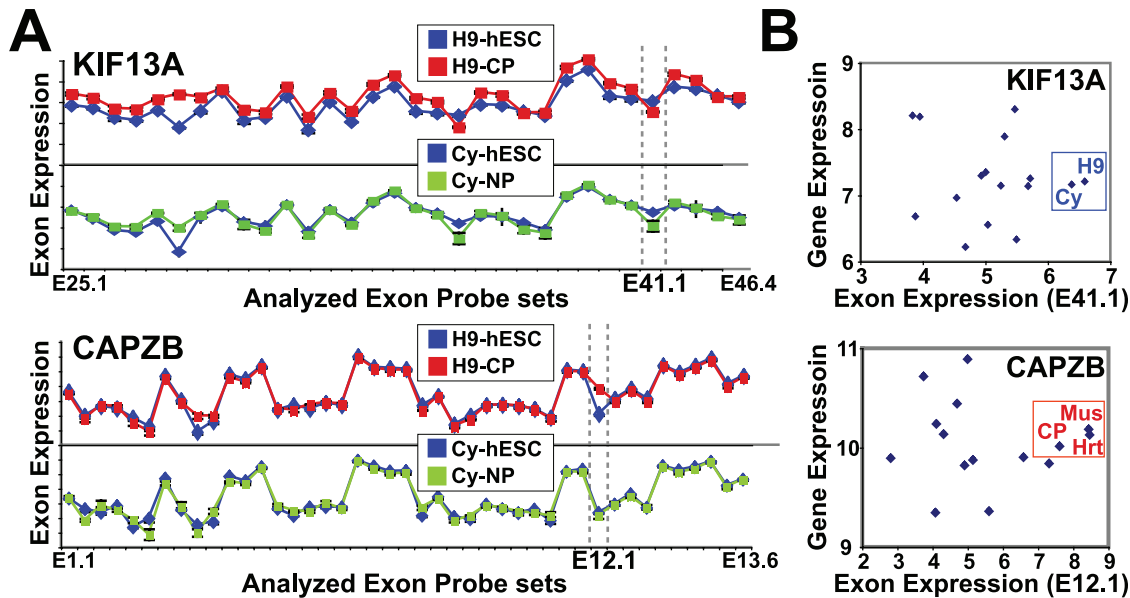 A
KIF13A
H9-hESC
H9-CP
Exon Expression
Cy-hESC
Cy-NP
E25.1
E41.1
E46.4
Analyzed Exon Probe sets
CAPZB
H9-hESC
H9-CP
Exon Expression
Cy-hESC
Cy-NP
E1.1
E12.1
E13.6
Analyzed Exon Probe sets
B
KIF13A
Gene Expressoin
9
8
7
6
H9
Cy
3 4 5 6 7
Exon Expression (E41.1)
CAPZB
Gene Expressoin
11
10
9
Mus
CP
Hrt
2 3 4 5 6 7 8 9
Exon Expression (E12.1)